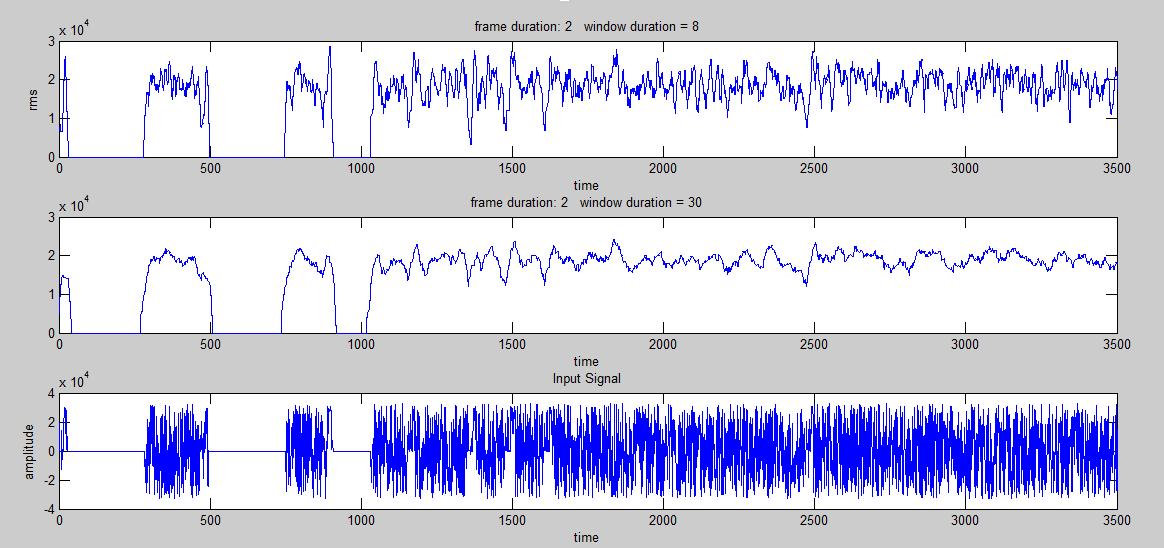 frame duration: 2 window duration = 8
x 10^4
3
2
1
0
rms
0 500 1000 1500 2000 2500 3000 3500
time
frame duration: 2 window duration = 30
x 10^4
3
2
1
0
0 500 1000 1500 2000 2500 3000 3500
time
Input Signal
x 10^4
4
2
0
-2
-4
amplitude
0 500 1000 1500 2000 2500 3000 3500
time